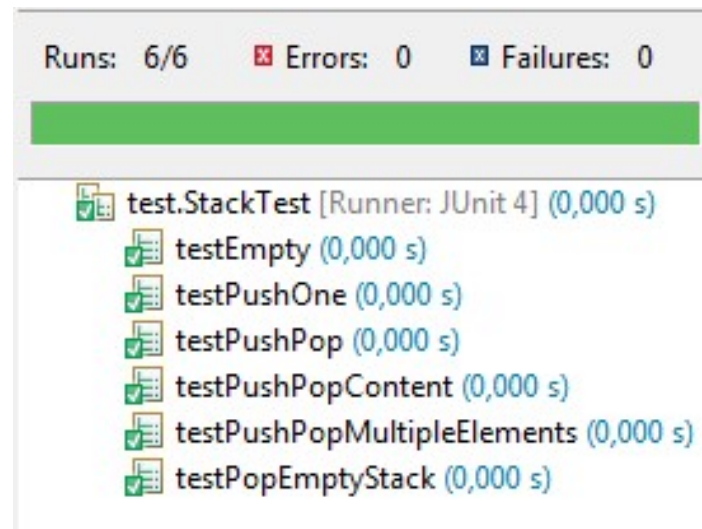 Runs: 6/6 Errors: 0 Failures: 0
test.StackTest [Runner: JUnit 4] (0,000 s)
testEmpty (0,000 s)
testPushOne (0,000 s)
testPushPop (0,000 s)
testPushPopContent (0,000 s)
testPushPopMultipleElements (0,000 s)
testPopEmptyStack (0,000 s)